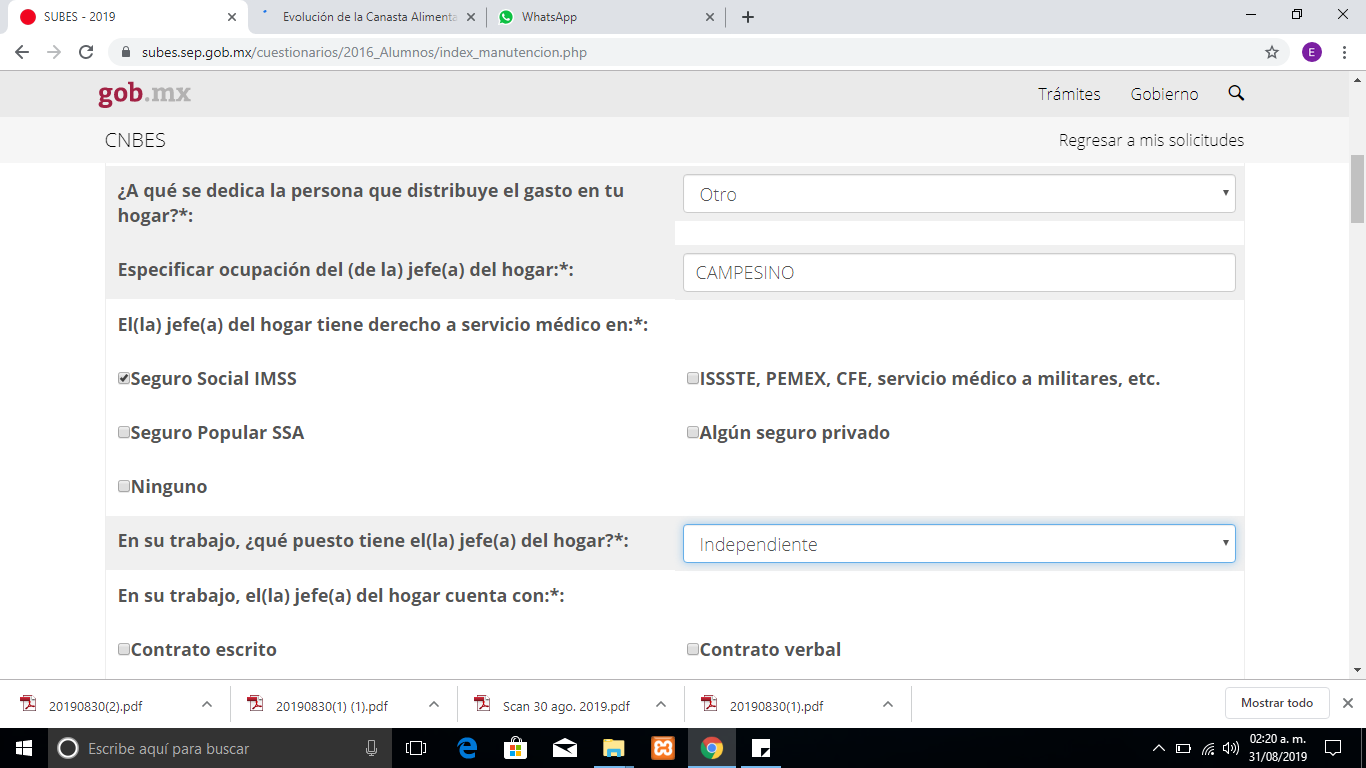 SUBES - 2019
Evolución de la Canasta Alimenta
WhatsApp
subes.sep.gob.mx/cuestionarios/2016_Alumnos/index_manutencion.php
E
gob.mx
Trámites
Gobierno
CNBES
Regresar a mis solicitudes
¿A qué se dedica la persona que distribuye el gasto en tu
hogar?*:
Otro
Especificar ocupación del (de la) jefe(a) del hogar:*:
CAMPESINO
El(la) jefe(a) del hogar tiene derecho a servicio médico en:*:
Seguro Social IMSS
ISSSTE, PEMEX, CFE, servicio médico a militares, etc.
Seguro Popular SSA
Algún seguro privado
Ninguno
En su trabajo, ¿qué puesto tiene el(la) jefe(a) del hogar?*:
Independiente
En su trabajo, el(la) jefe(a) del hogar cuenta con:*:
Contrato escrito
Contrato verbal
20190830(2).pdf
20190830(1) (1).pdf
Scan 30 ago. 2019.pdf
20190830(1).pdf
Mostrar todo
Escribe aquí para buscar
02:20 a. m.
31/08/2019